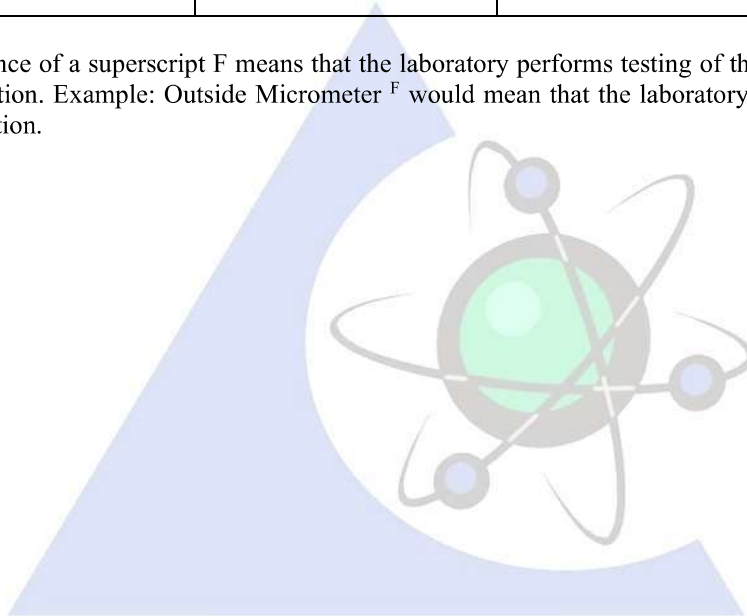 nce of a superscript F means that the laboratory performs testing of th
tion. Example: Outside Micrometer F would mean that the laboratory
tion.